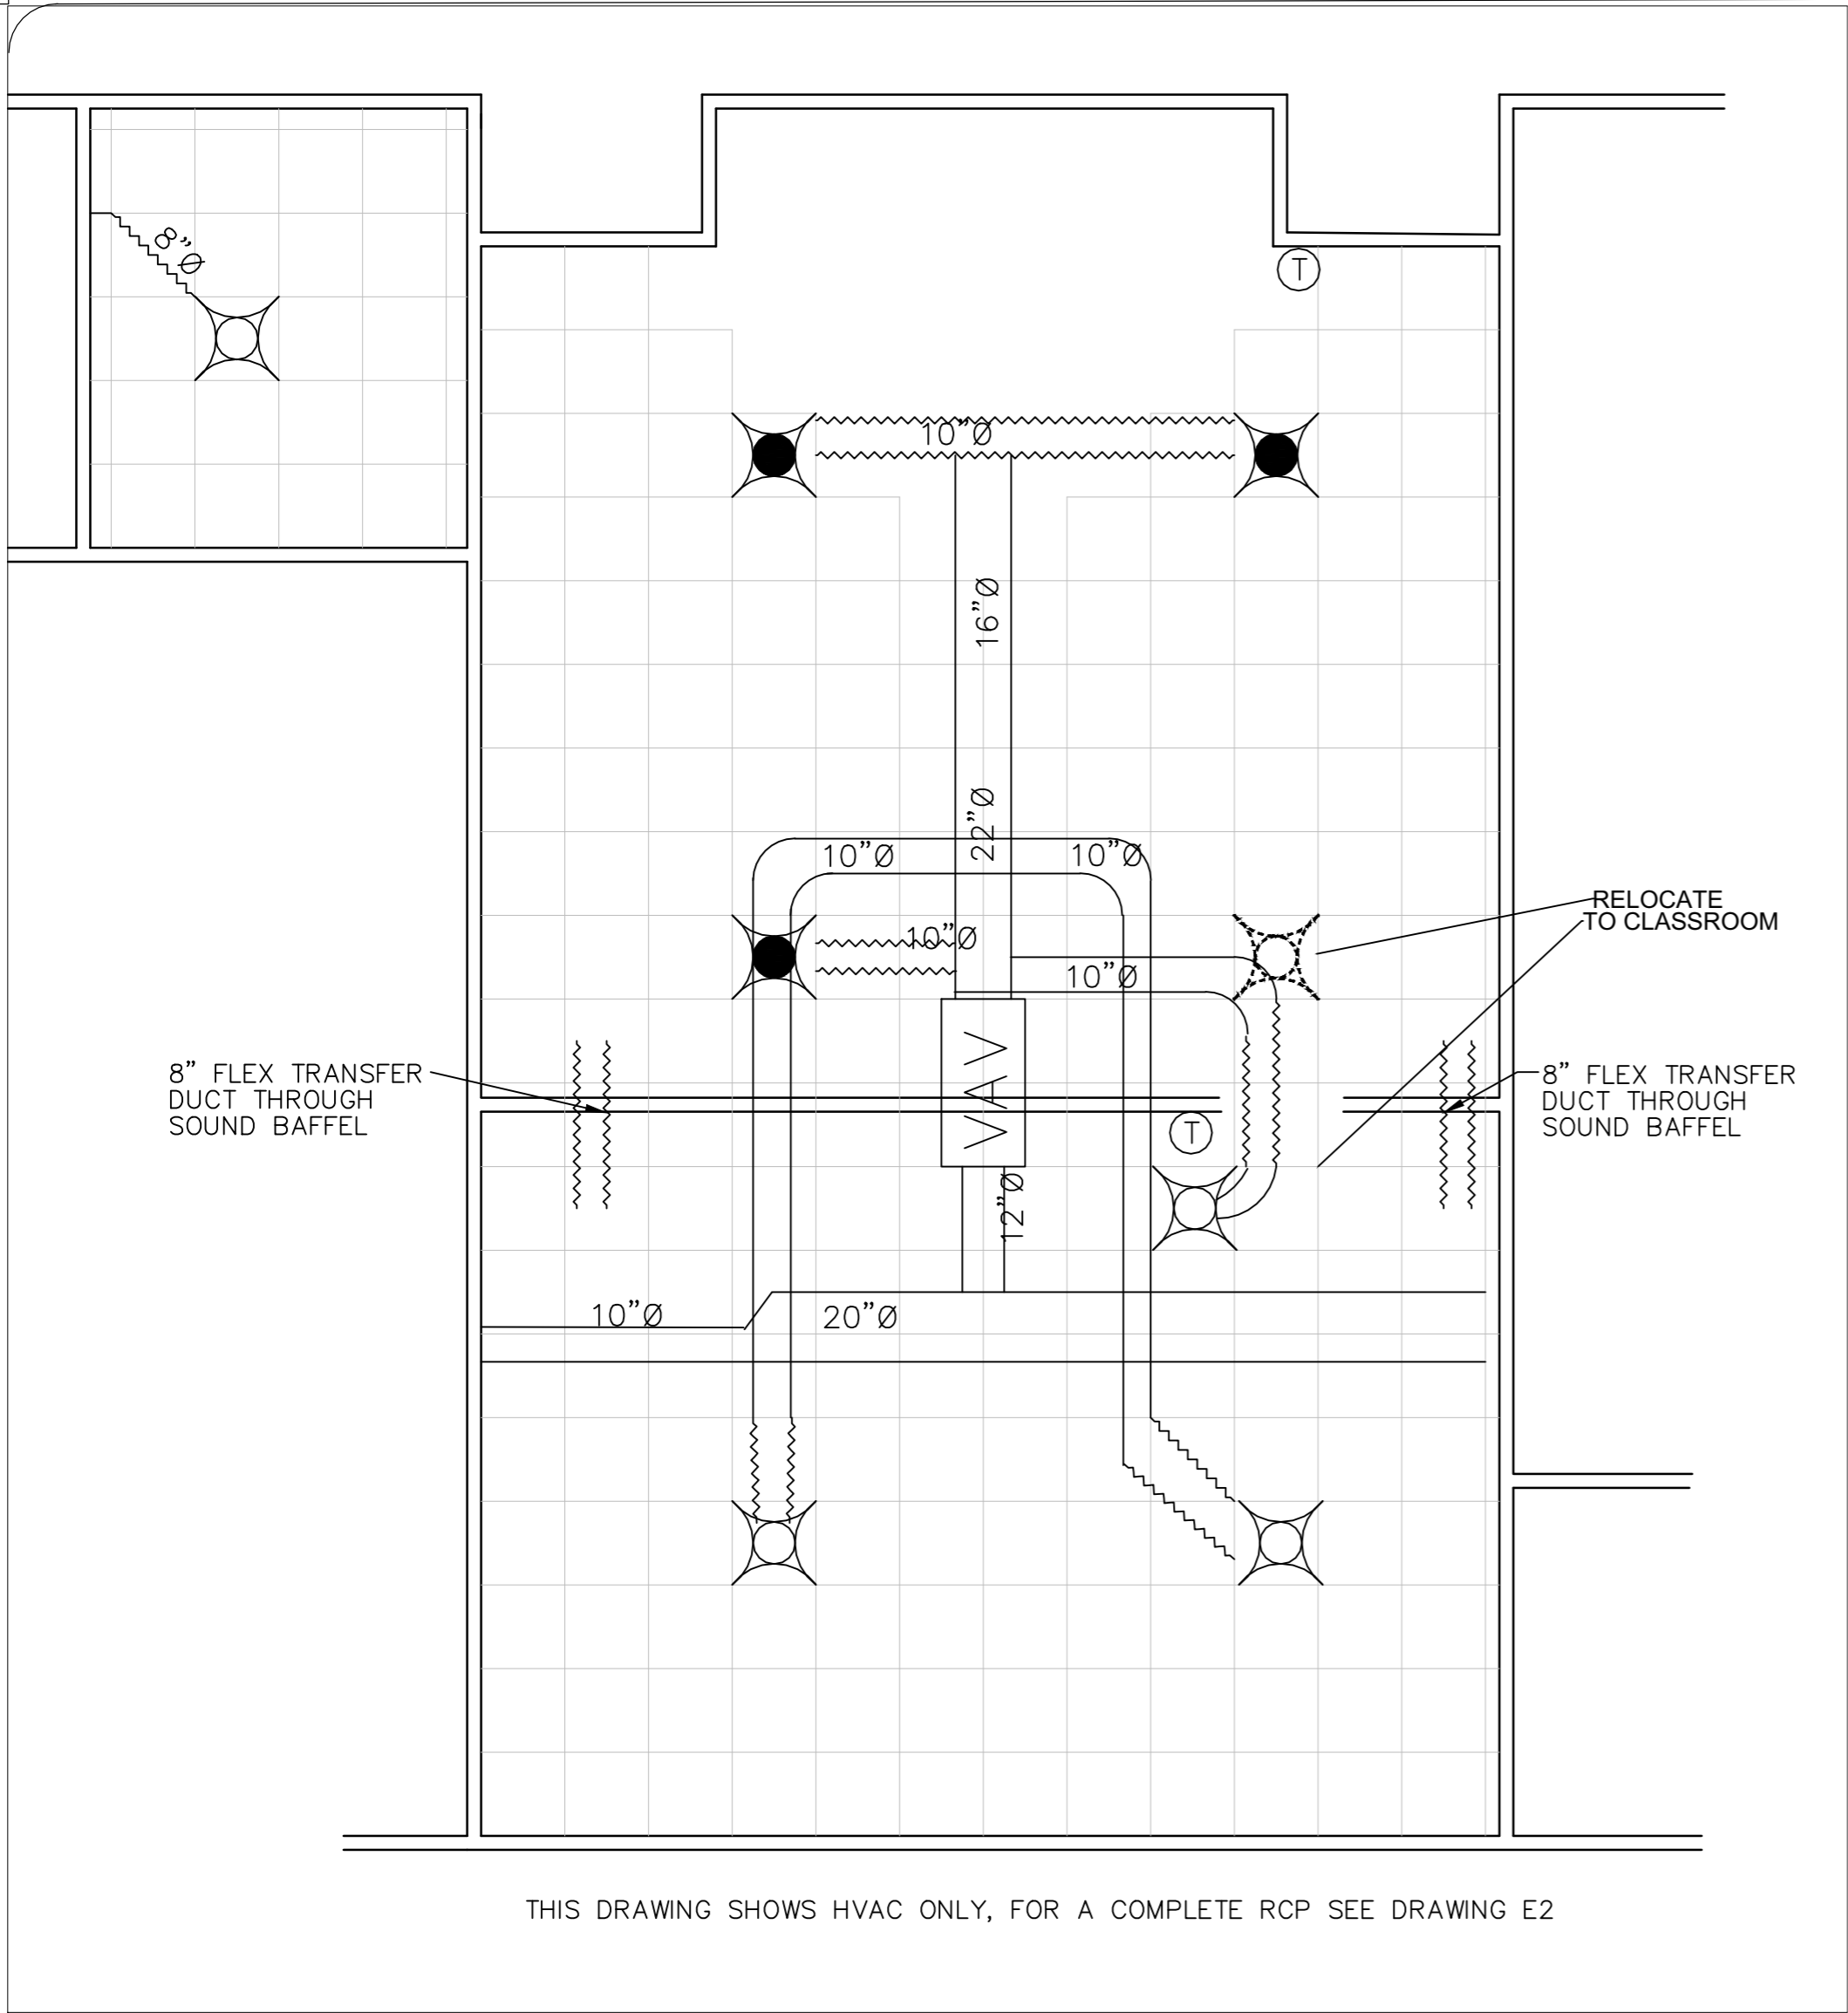 8"Ø
T
10"Ø
16"Ø
22"Ø
10"Ø
10"Ø
10"Ø
10"Ø
RELOCATE
TO CLASSROOM
VAV
8" FLEX TRANSFER
DUCT THROUGH
SOUND BAFFEL
8" FLEX TRANSFER
DUCT THROUGH
SOUND BAFFEL
T
12"Ø
10"Ø
20"Ø
THIS DRAWING SHOWS HVAC ONLY, FOR A COMPLETE RCP SEE DRAWING E2